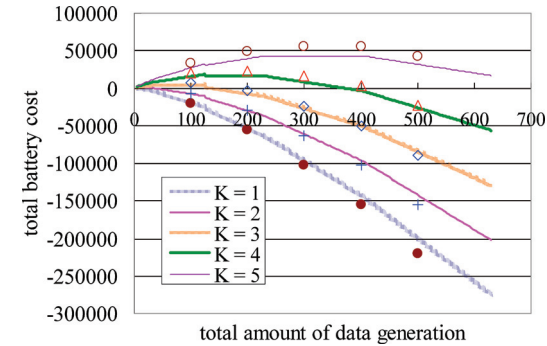 100000
50000
0
-50000
-100000
-150000
-200000
-250000
-300000
0 100 200 300 400 500 600 700
total battery cost
K = 1
K = 2
K = 3
K = 4
K = 5
total amount of data generation